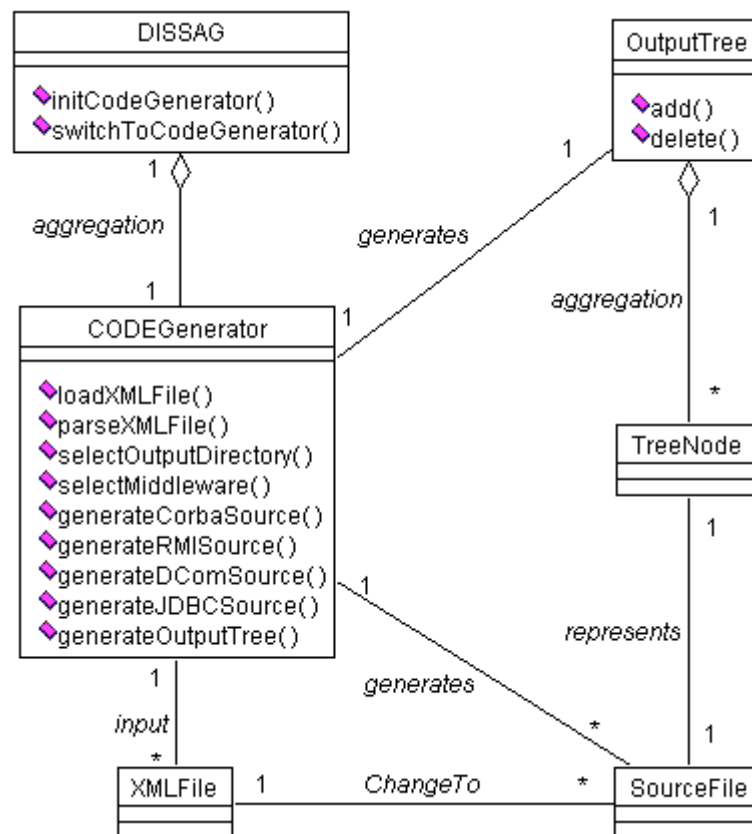 DISSAG
initCodeGenerator()
switchToCodeGenerator()
OutputTree
add()
delete()
1
aggregation
1
1
generates
1
1
aggregation
*
CODEGenerator
loadXMLFile()
parseXMLFile()
selectOutputDirectory()
selectMiddleware()
generateCorbaSource()
generateRMISource()
generateDComSource()
generateJDBCSource()
generateOutputTree()
TreeNode
1
represents
1
1
generates
*
1
input
*
XMLFile
1
ChangeTo
*
SourceFile